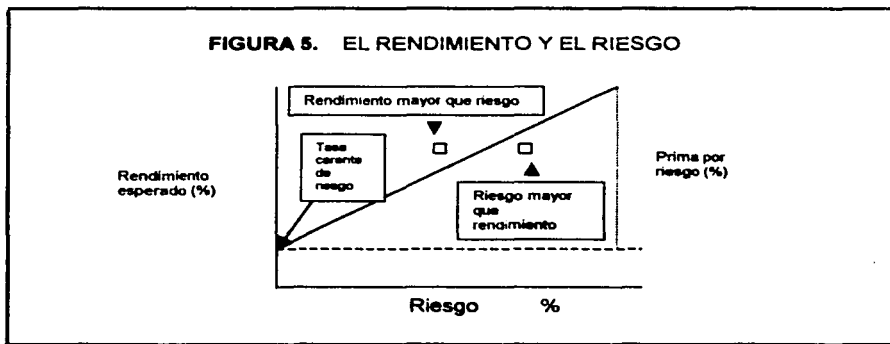 FIGURA 5. EL RENDIMIENTO Y EL RIESGO
Rendimiento mayor que riesgo
Tasa
carente
de
riesgo
Rendimiento
esperado (%)
Prima por
riesgo (%)
Riesgo mayor
que
rendimiento
Riesgo %